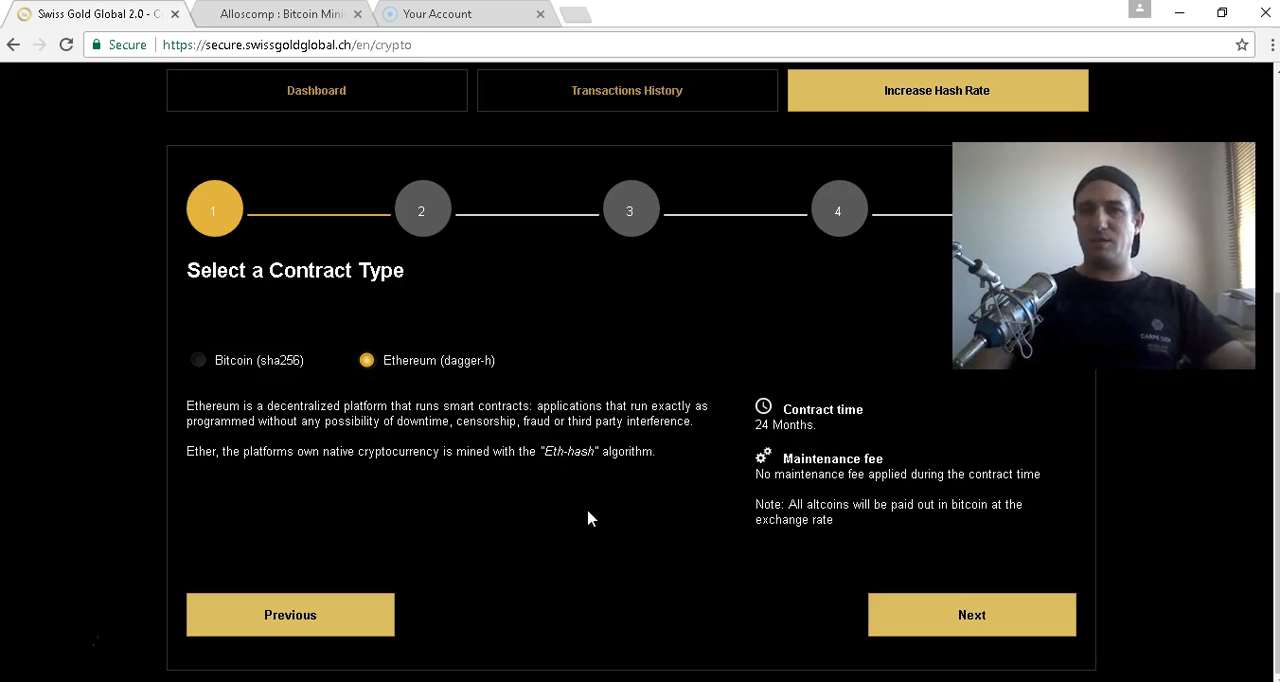 Swiss Gold Global 2.0 - C
Alloscomp : Bitcoin Mini
Your Account
Secure
https://secure.swissgoldglobal.ch/en/crypto
Dashboard
Transactions History
Increase Hash Rate
1
2
3
4
Select a Contract Type
Bitcoin (sha256)
Ethereum (dagger-h)
Ethereum is a decentralized platform that runs smart contracts: applications that run exactly as
programmed without any possibility of downtime, censorship, fraud or third party interference.
Ether, the platforms own native cryptocurrency is mined with the "Eth-hash" algorithm.
Contract time
24 Months.
Maintenance fee
No maintenance fee applied during the contract time
Note: All altcoins will be paid out in bitcoin at the
exchange rate
CARPE DIEM
Previous
Next